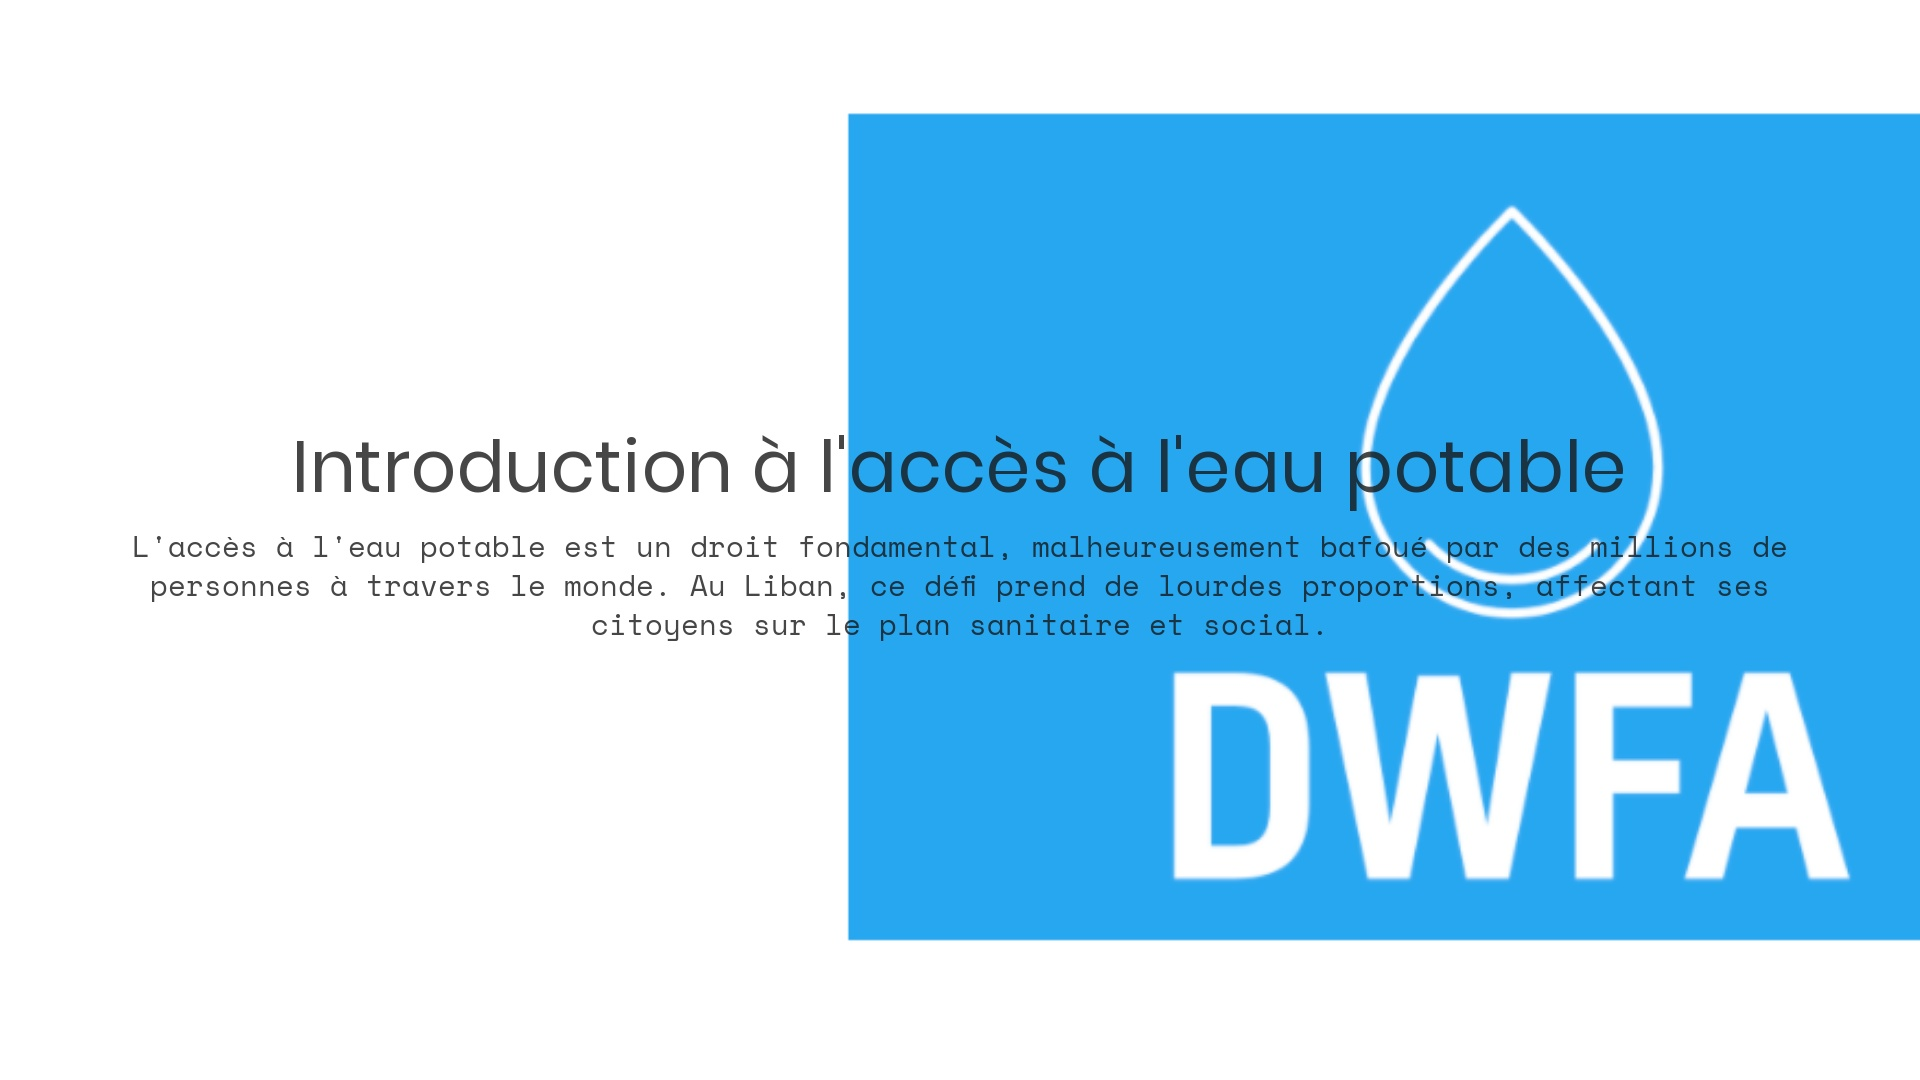 Introduction à l'accès à l'eau potable
L'accès à l'eau potable est un droit fondamental, malheureusement bafoué par des millions de
personnes à travers le monde. Au Liban, ce défi prend de lourdes proportions, affectant ses
citoyens sur le plan sanitaire et social.
DWFA